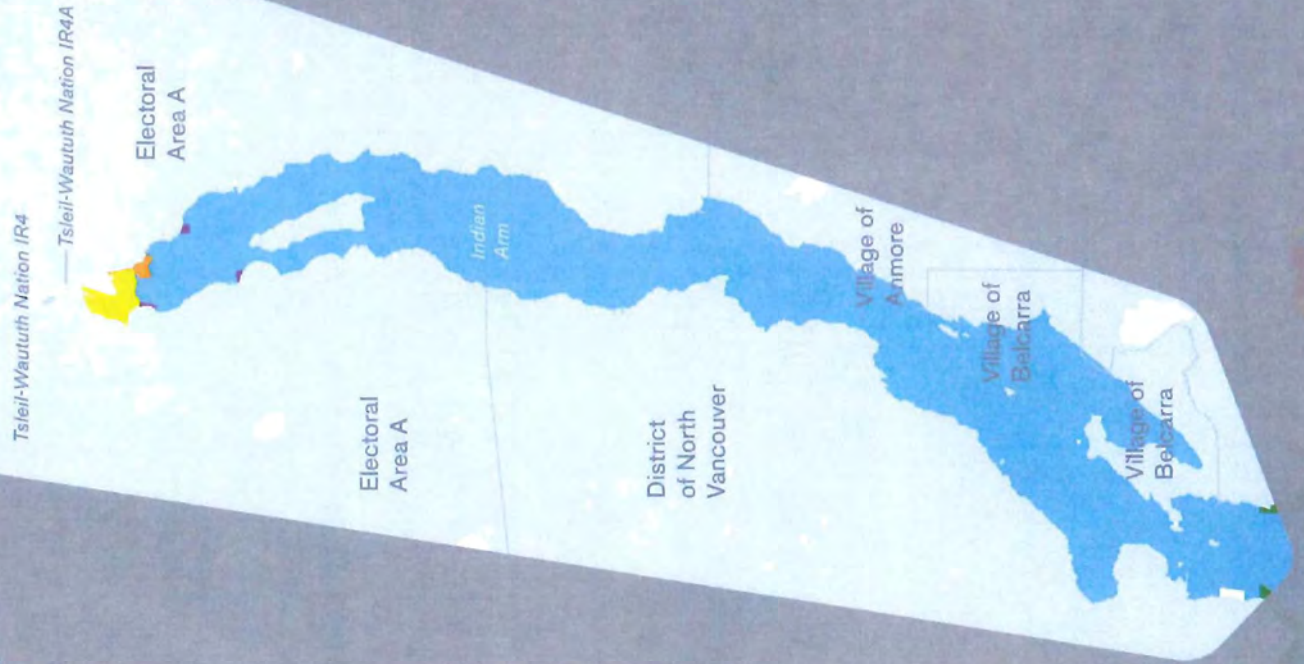 Tsleil-Waututh Nation IR4
Tsleil-Waututh Nation IR4A
Electoral
Area A
Indian
Arm
Electoral
Area A
District
of North
Vancouver
Village of
Anmore
Village of
Belcarra
Village of
Belcarra